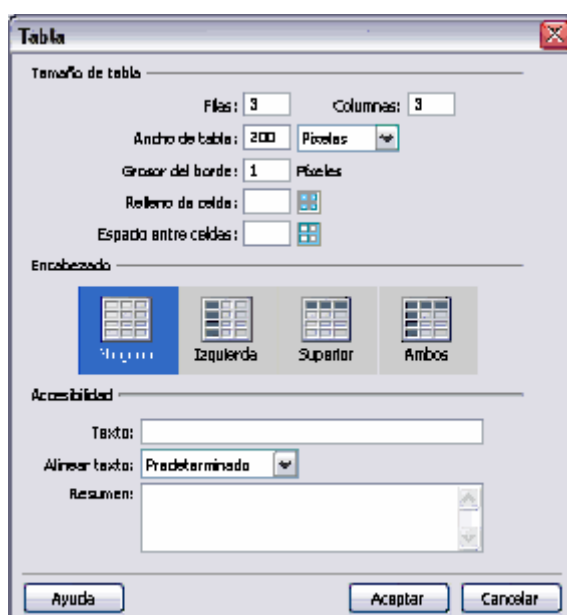 Tabla
Tamaño de tabla
Filas: 3 Columnas: 3
Ancho de tabla: 200 Píxeles
Grosor del borde: 1 Píxeles
Relleno de celda:
Espacio entre celdas:
Encabezado
Ninguno Izquierda Superior Ambos
Accesibilidad
Texto:
Alinear texto: Predeterminado
Resumen:
Ayuda Aceptar Cancelar